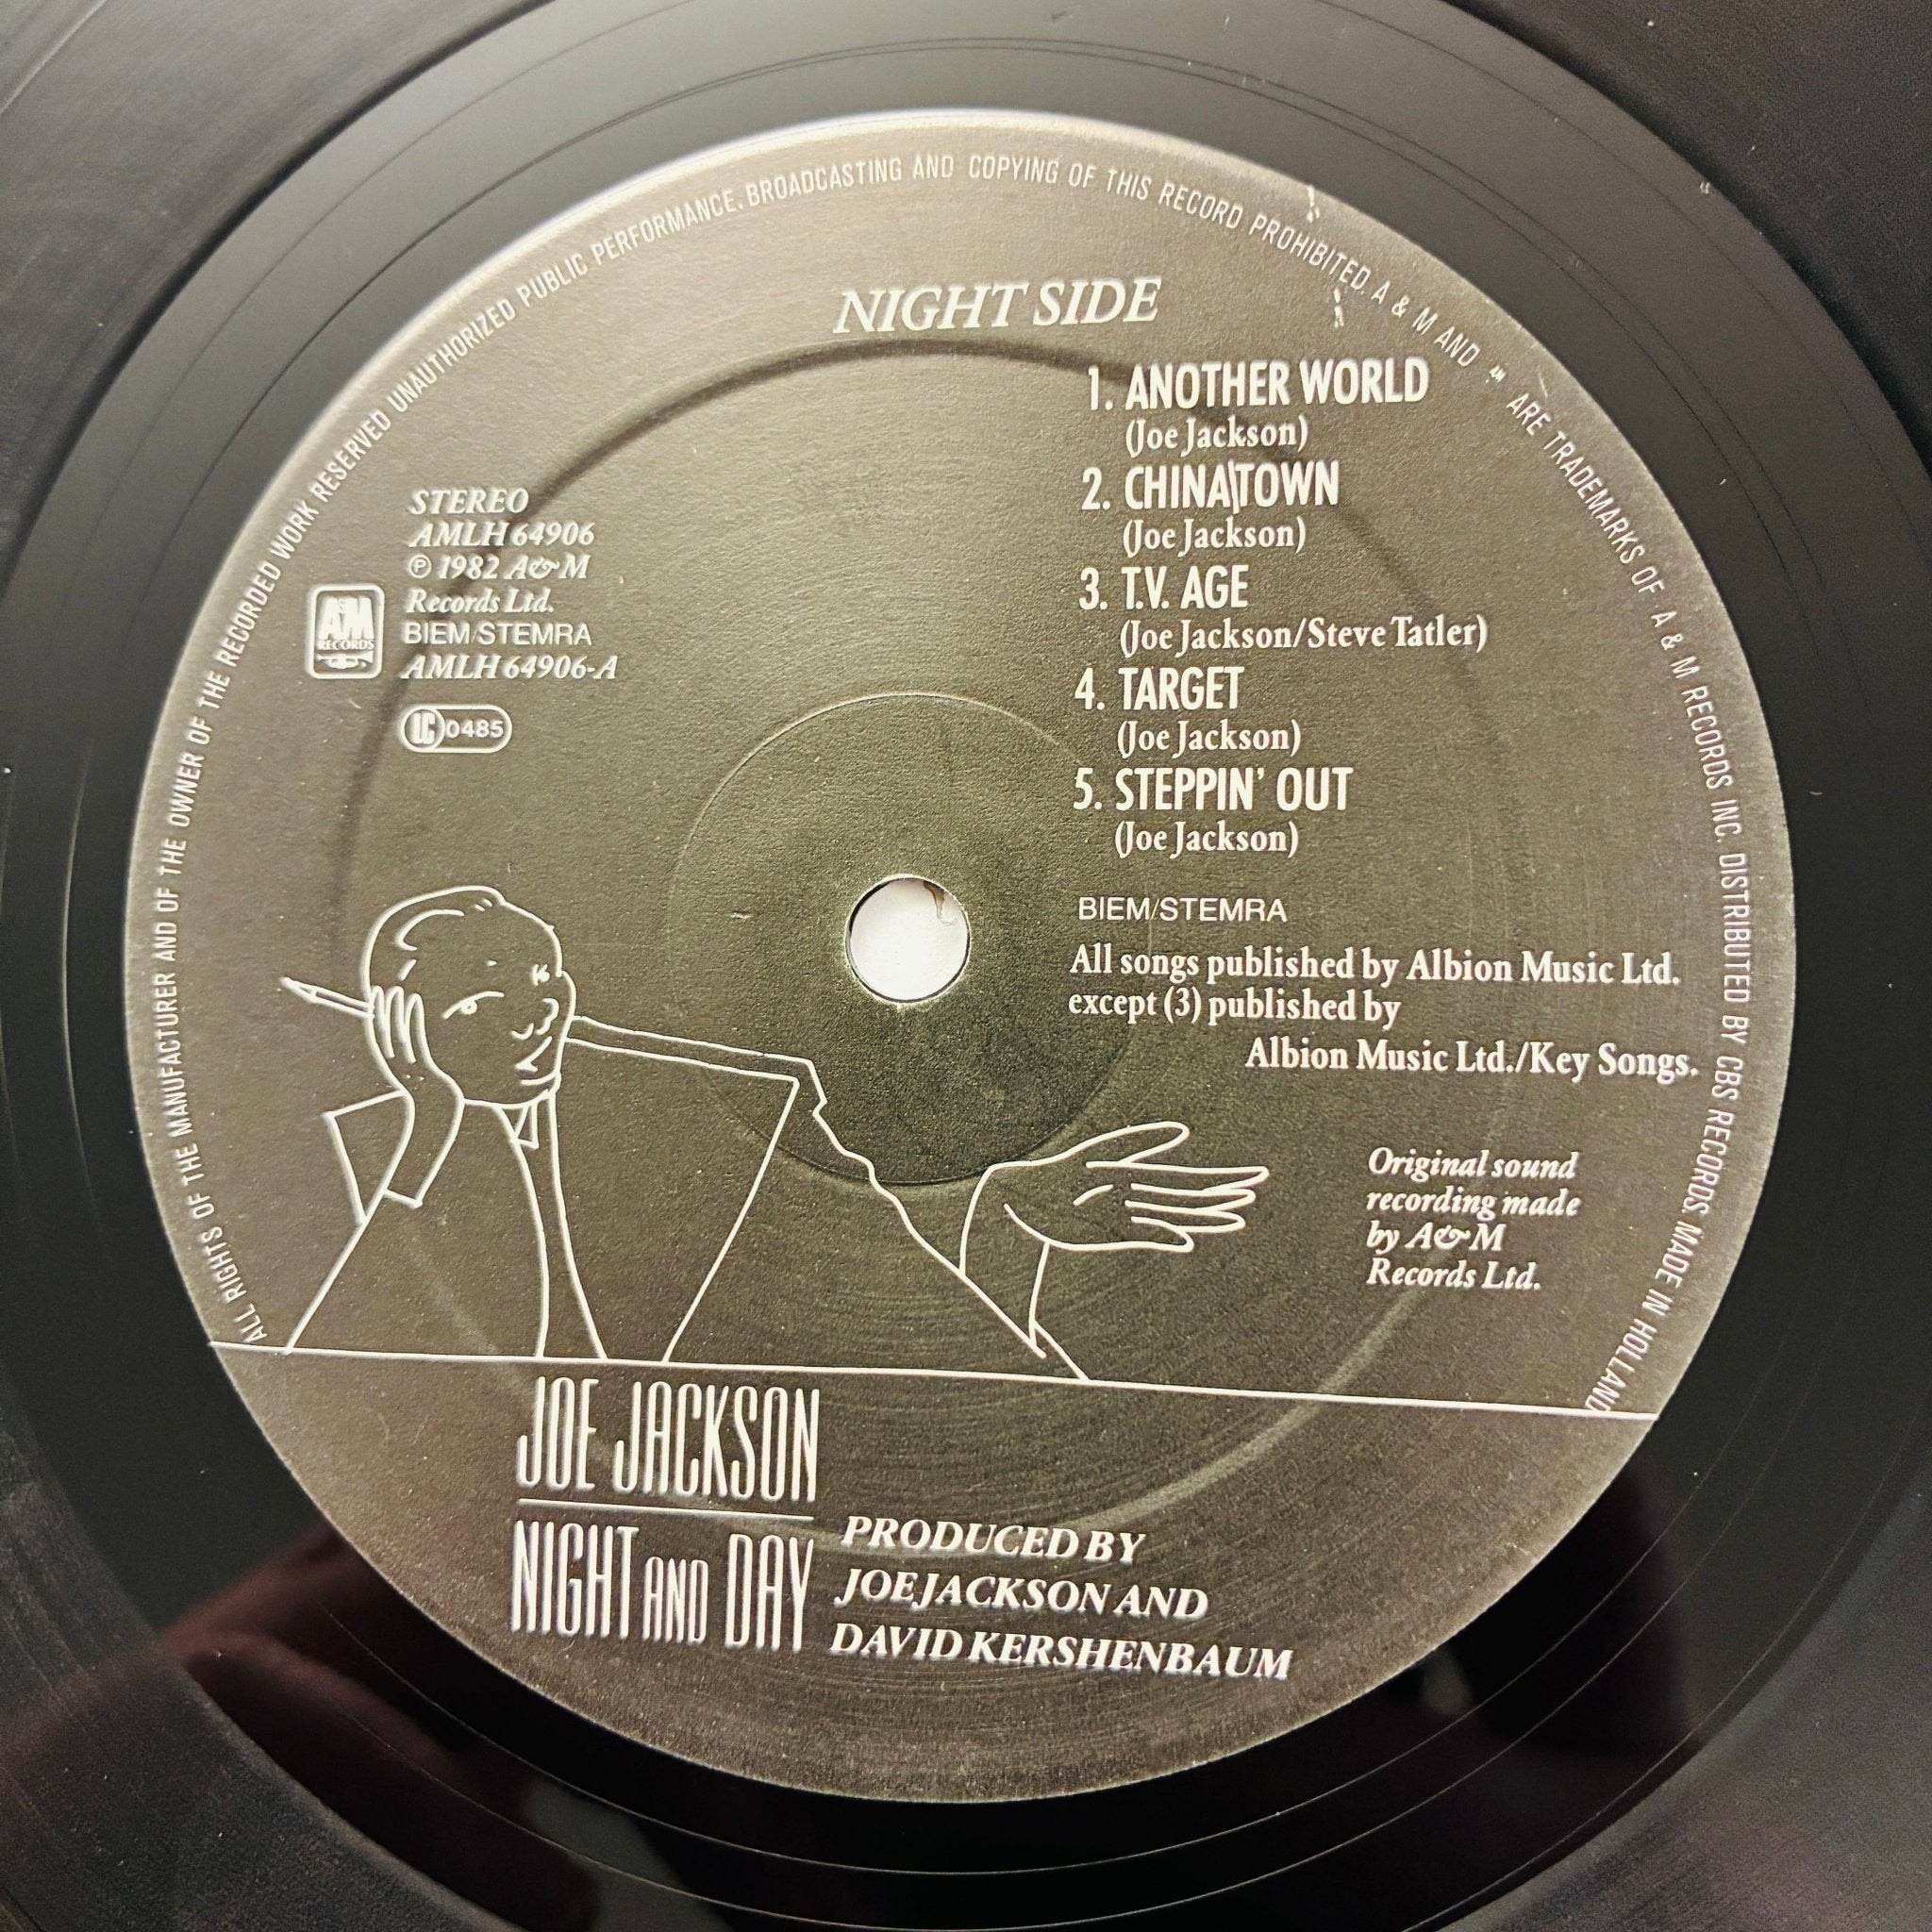 ALL RIGHTS OF THE MANUFACTURER AND OF THE OWNER OF THE RECORDED WORK RESERVED UNAUTHORIZED PUBLIC PERFORMANCE. BROADCASTING AND COPYING OF THIS RECORD PROHIBITED. A & M AND ARE TRADEMARKS OF A & M RECORDS INC. DISTRIBUTED BY CBS RECORDS. MADE IN HOLLAND
NIGHT SIDE
STEREO
AMLH 64906
℗ 1982 A&M
Records Ltd.
BIEM/STEMRA
AMLH 64906-A
A&M
RECORDS
LC 0485
1. ANOTHER WORLD
(Joe Jackson)
2. CHINATOWN
(Joe Jackson)
3. T.V. AGE
(Joe Jackson/Steve Tatler)
4. TARGET
(Joe Jackson)
5. STEPPIN' OUT
(Joe Jackson)
BIEM/STEMRA
All songs published by Albion Music Ltd.
except (3) published by
Albion Music Ltd./Key Songs.
Original sound
recording made
by A&M
Records Ltd.
JOE JACKSON
NIGHT AND DAY
PRODUCED BY
JOE JACKSON AND
DAVID KERSHENBAUM